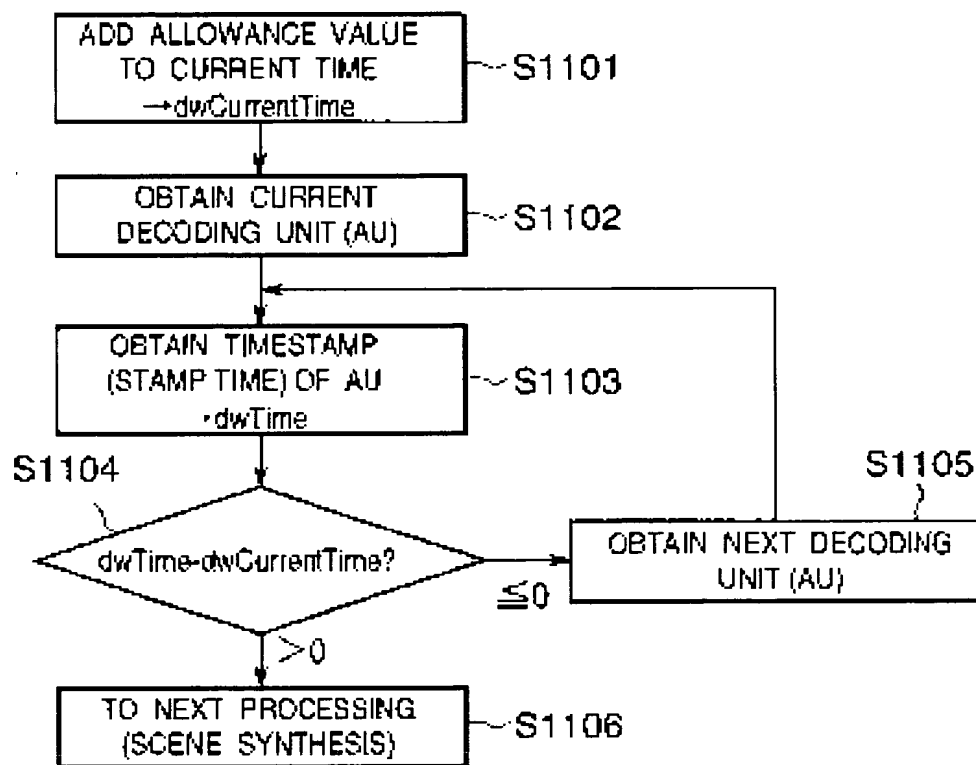 ADD ALLOWANCE VALUE
TO CURRENT TIME
→dwCurrentTime
S1101
OBTAIN CURRENT
DECODING UNIT (AU)
S1102
OBTAIN TIMESTAMP
(STAMP TIME) OF AU
→dwTime
S1103
S1104
dwTime-dwCurrentTime?
≦0
S1105
OBTAIN NEXT DECODING
UNIT (AU)
>0
TO NEXT PROCESSING
(SCENE SYNTHESIS)
S1106